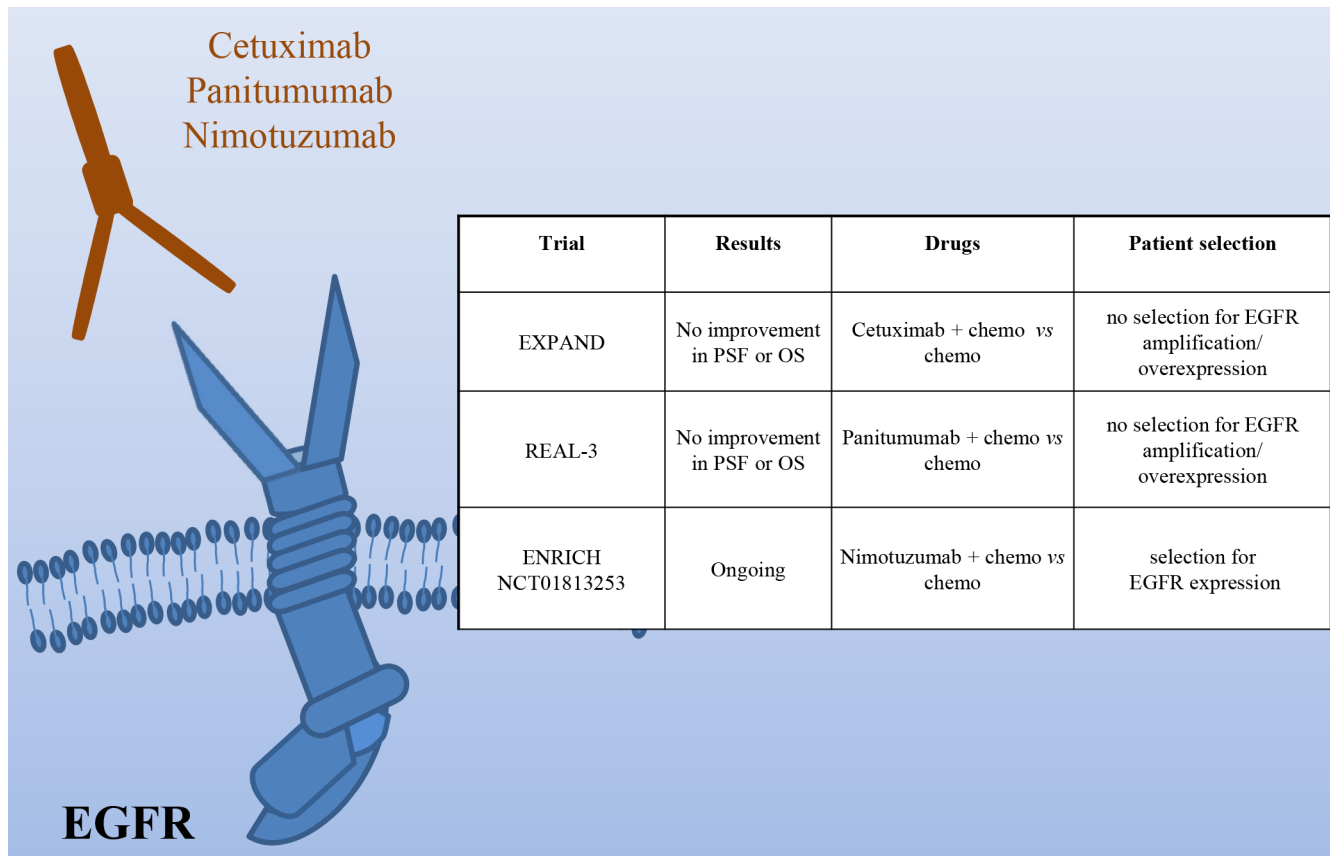 Cetuximab
Panitumumab
Nimotuzumab
Trial
Results
Drugs
Patient selection
EXPAND
No improvement
in PSF or OS
Cetuximab + chemo vs
chemo
no selection for EGFR
amplification/
overexpression
REAL-3
No improvement
in PSF or OS
Panitumumab + chemo vs
chemo
no selection for EGFR
amplification/
overexpression
ENRICH
NCT01813253
Ongoing
Nimotuzumab + chemo vs
chemo
selection for
EGFR expression
EGFR